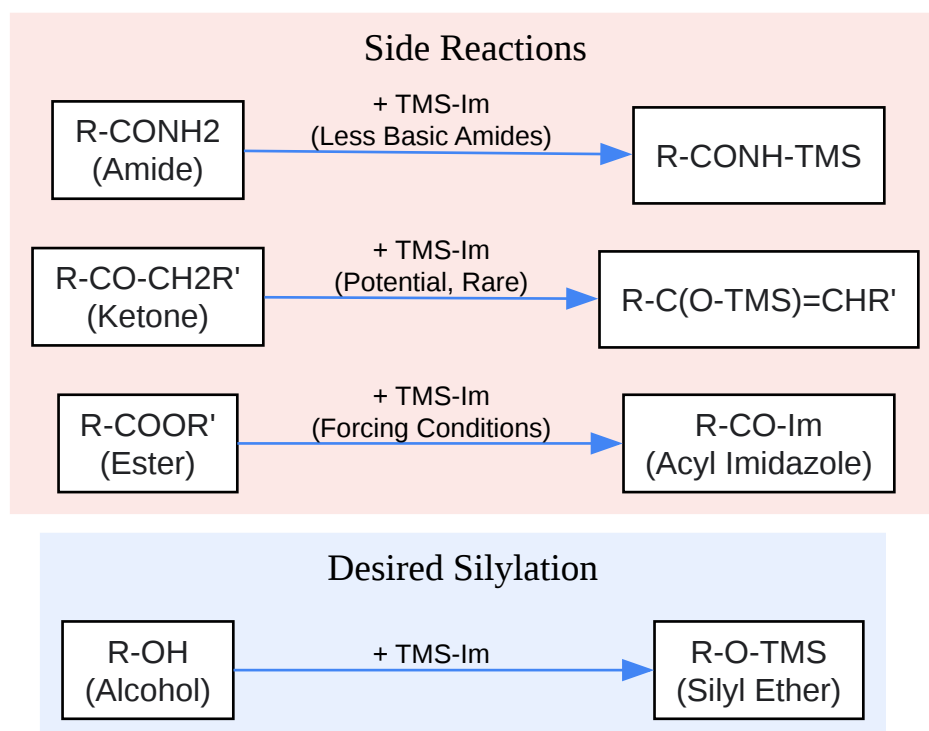 Side Reactions
R-CONH2
(Amide)
+ TMS-Im
(Less Basic Amides)
R-CONH-TMS
R-CO-CH2R'
(Ketone)
+ TMS-Im
(Potential, Rare)
R-C(O-TMS)=CHR'
R-COOR'
(Ester)
+ TMS-Im
(Forcing Conditions)
R-CO-Im
(Acyl Imidazole)
Desired Silylation
R-OH
(Alcohol)
+ TMS-Im
R-O-TMS
(Silyl Ether)